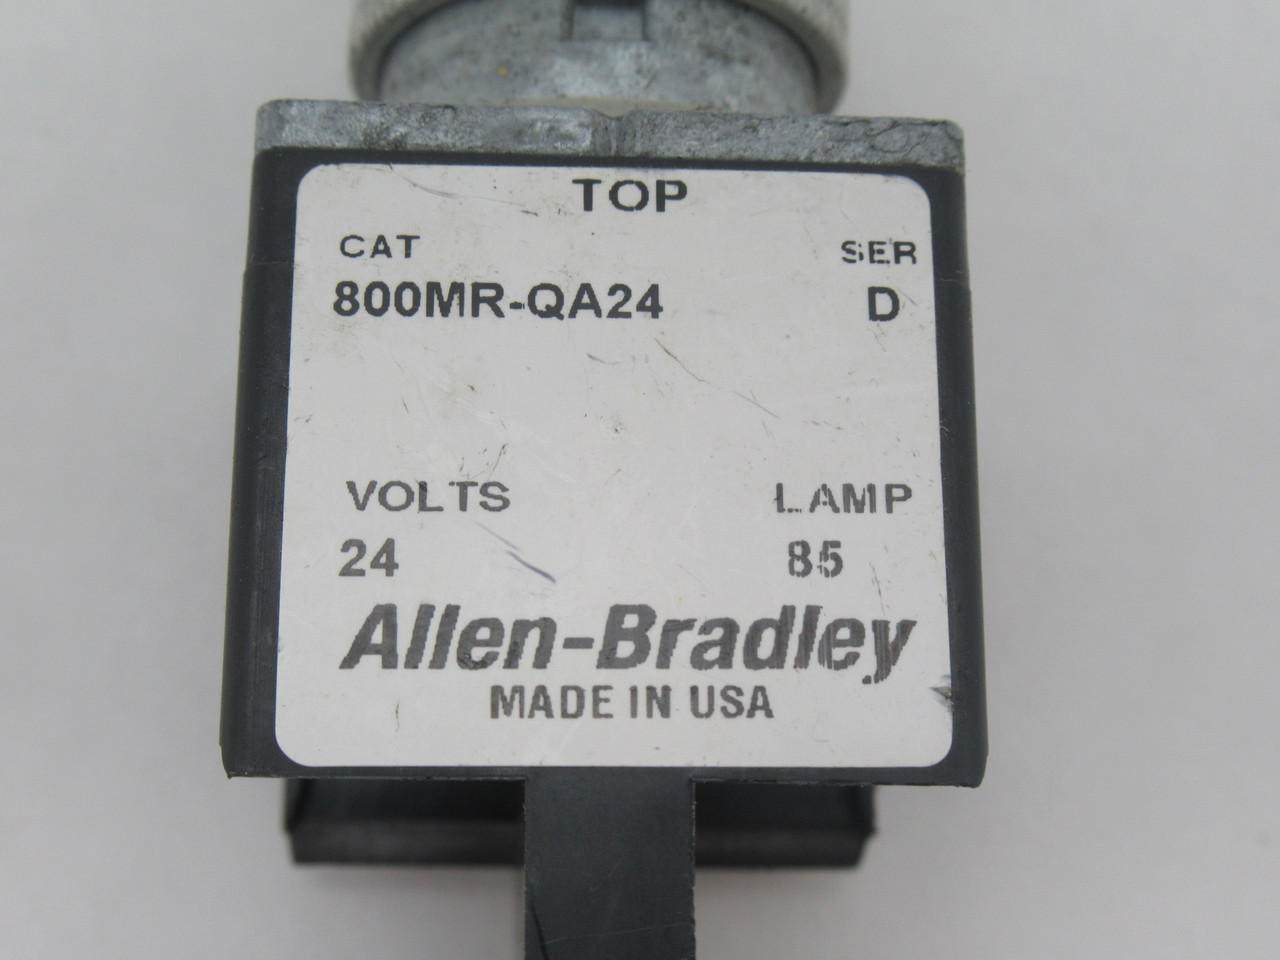 TOP
CAT SER
800MR-QA24 D
VOLTS LAMP
24 85
Allen-Bradley
MADE IN USA